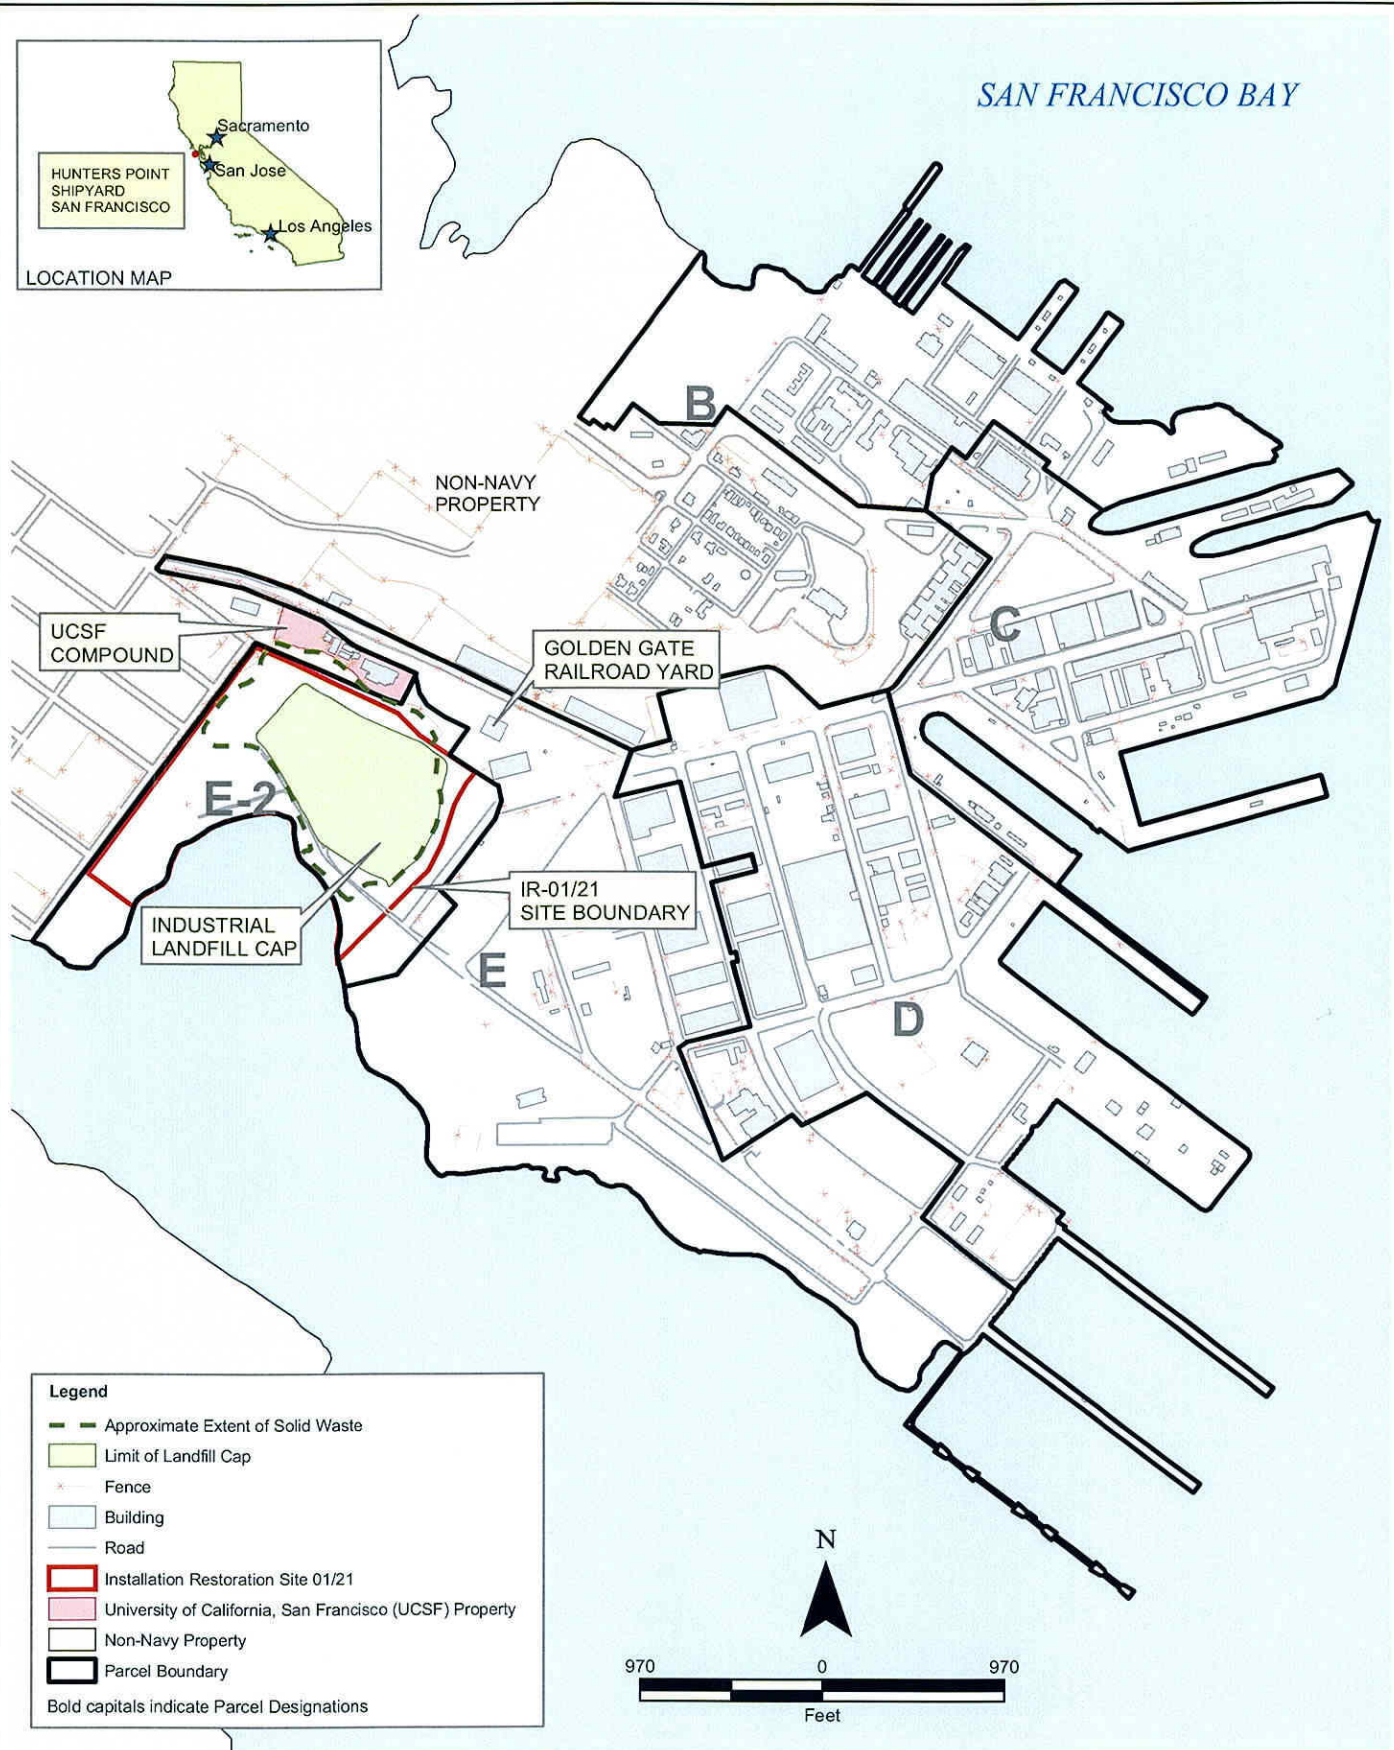 SAN FRANCISCO BAY
Sacramento
San Jose
Los Angeles
HUNTERS POINT
SHIPYARD
SAN FRANCISCO
LOCATION MAP
B
NON-NAVY
PROPERTY
C
UCSF
COMPOUND
GOLDEN GATE
RAILROAD YARD
E-2
IR-01/21
SITE BOUNDARY
INDUSTRIAL
LANDFILL CAP
E
D
Legend
Approximate Extent of Solid Waste
Limit of Landfill Cap
Fence
Building
Road
Installation Restoration Site 01/21
University of California, San Francisco (UCSF) Property
Non-Navy Property
Parcel Boundary
Bold capitals indicate Parcel Designations
N
970 0 970
Feet